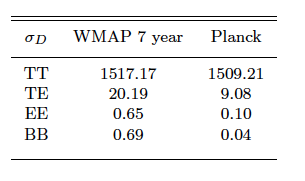 σ_D WMAP 7 year Planck
TT 1517.17 1509.21
TE 20.19 9.08
EE 0.65 0.10
BB 0.69 0.04